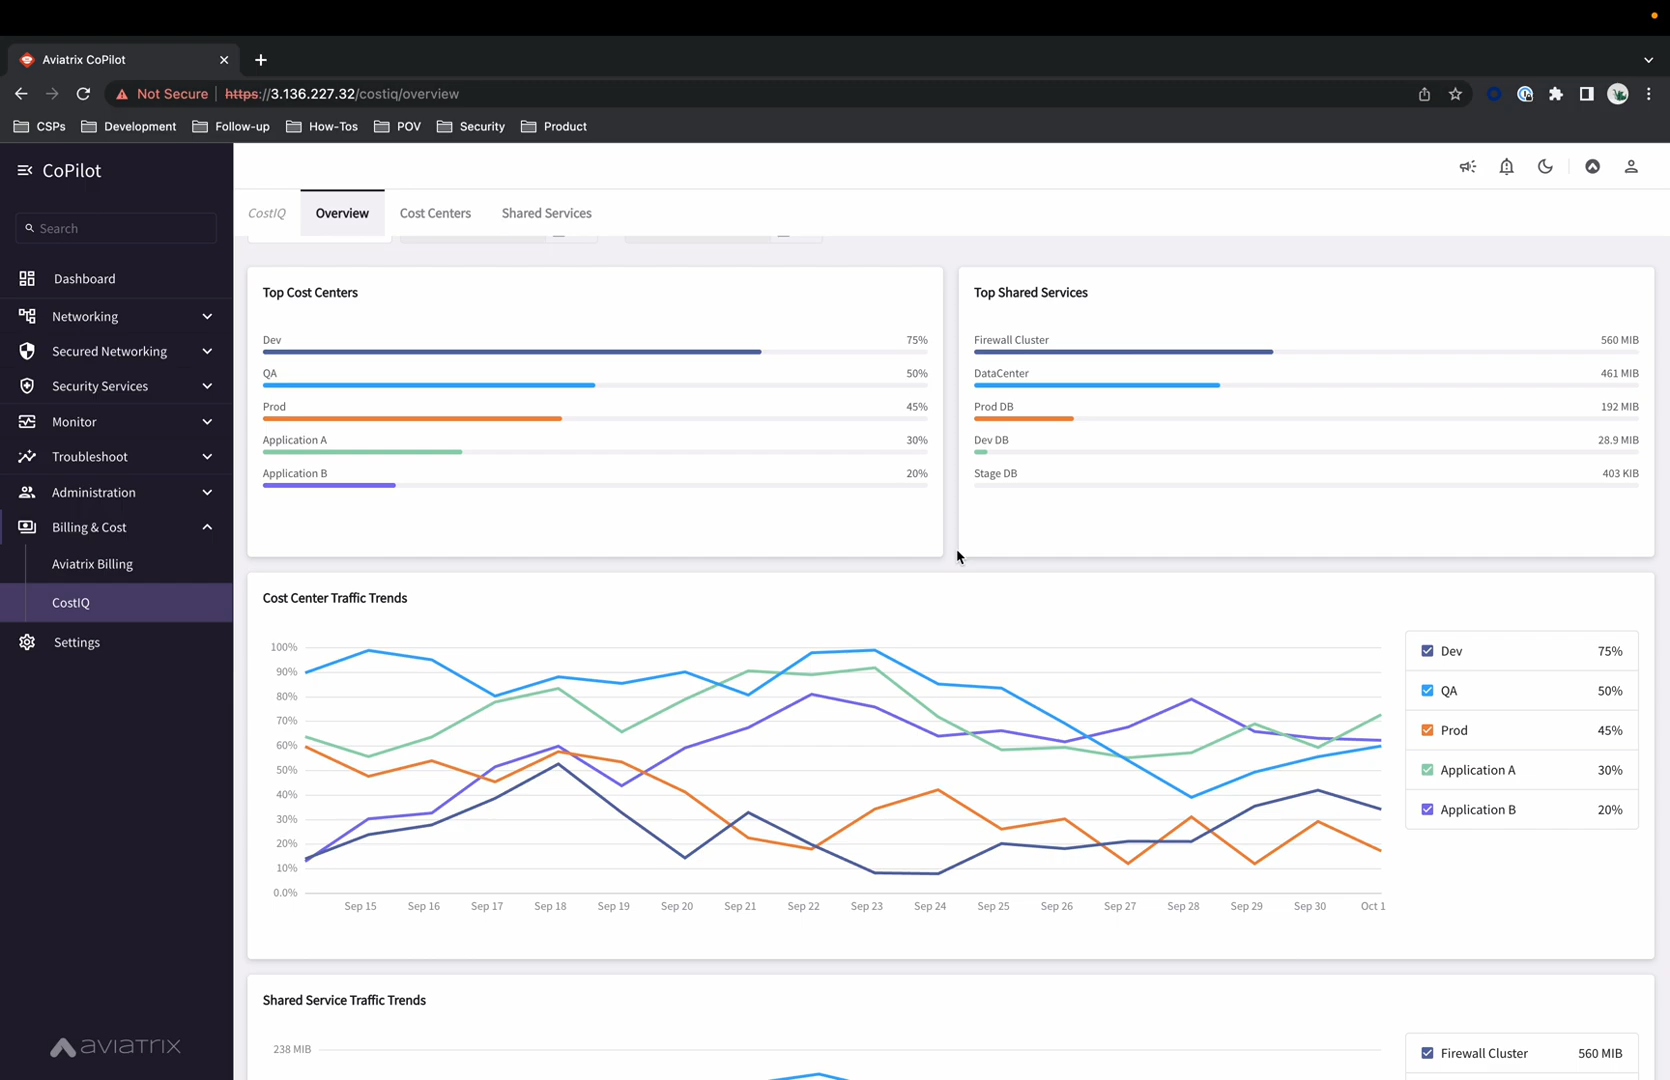 Aviatrix CoPilot
Not Secure https://3.136.227.32/costiq/overview
CSPs Development Follow-up How-Tos POV Security Product
CoPilot
Search
Dashboard
Networking
Secured Networking
Security Services
Monitor
Troubleshoot
Administration
Billing & Cost
Aviatrix Billing
CostIQ
Settings
AVIATRIX
CostIQ Overview Cost Centers Shared Services
Top Cost Centers
Dev 75%
QA 50%
Prod 45%
Application A 30%
Application B 20%
Top Shared Services
Firewall Cluster 560 MIB
DataCenter 461 MIB
Prod DB 192 MIB
Dev DB 28.9 MIB
Stage DB 403 KIB
Cost Center Traffic Trends
100%
90%
80%
70%
60%
50%
40%
30%
20%
10%
0.0%
Sep 15 Sep 16 Sep 17 Sep 18 Sep 19 Sep 20 Sep 21 Sep 22 Sep 23 Sep 24 Sep 25 Sep 26 Sep 27 Sep 28 Sep 29 Sep 30 Oct 1
Dev 75%
QA 50%
Prod 45%
Application A 30%
Application B 20%
Shared Service Traffic Trends
238 MIB
Firewall Cluster 560 MIB